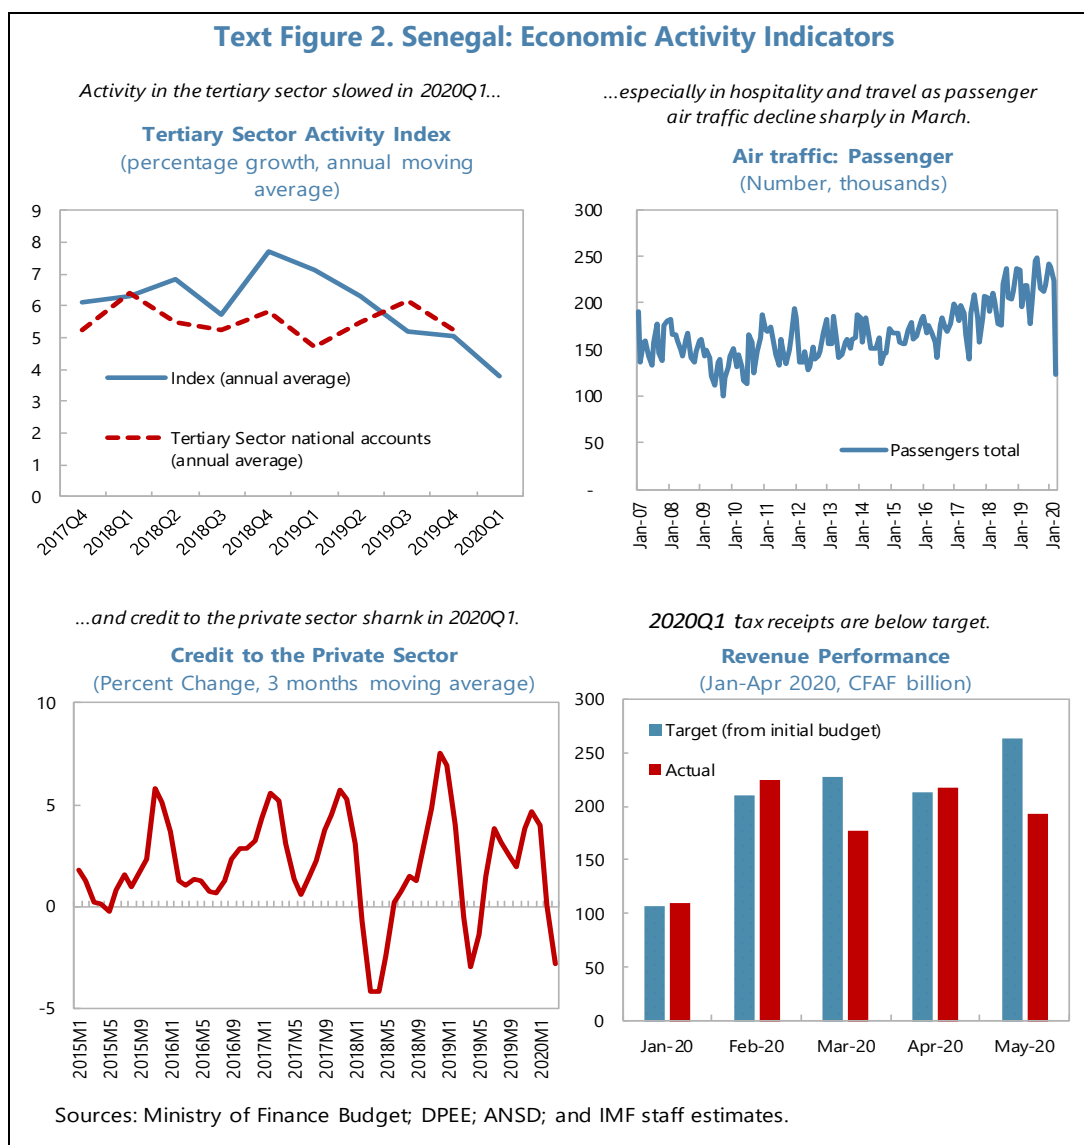 Text Figure 2. Senegal: Economic Activity Indicators
Activity in the tertiary sector slowed in 2020Q1...
Tertiary Sector Activity Index
(percentage growth, annual moving
average)
9
8
7
6
5
4
3
2
1
0
Index (annual average)
Tertiary Sector national accounts
(annual average)
2017Q4
2018Q1
2018Q2
2018Q3
2018Q4
2019Q1
2019Q2
2019Q3
2019Q4
2020Q1
...especially in hospitality and travel as passenger
air traffic decline sharply in March.
Air traffic: Passenger
(Number, thousands)
300
250
200
150
100
50
-
Passengers total
Jan-07
Jan-08
Jan-09
Jan-10
Jan-11
Jan-12
Jan-13
Jan-14
Jan-15
Jan-16
Jan-17
Jan-18
Jan-19
Jan-20
...and credit to the private sector sharnk in 2020Q1.
Credit to the Private Sector
(Percent Change, 3 months moving average)
10
5
0
-5
2015M1
2015M5
2015M9
2016M1
2016M5
2016M9
2017M1
2017M5
2017M9
2018M1
2018M5
2018M9
2019M1
2019M5
2019M9
2020M1
2020Q1 tax receipts are below target.
Revenue Performance
(Jan-Apr 2020, CFAF billion)
300
250
200
150
100
50
0
Target (from initial budget)
Actual
Jan-20
Feb-20
Mar-20
Apr-20
May-20
Sources: Ministry of Finance Budget; DPEE; ANSD; and IMF staff estimates.